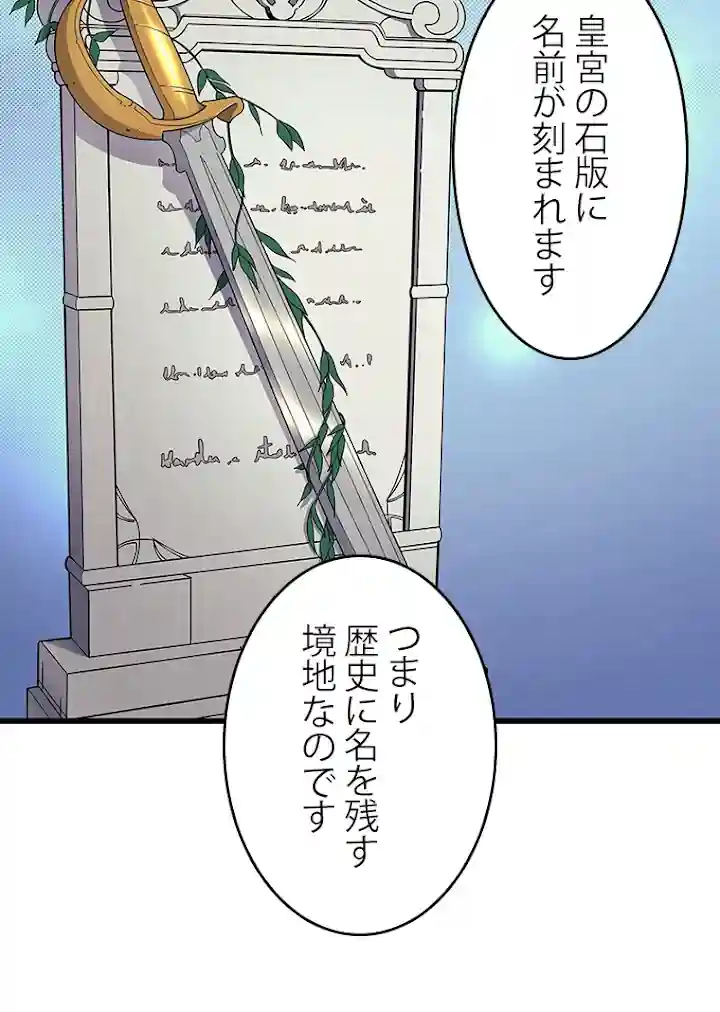 皇宮の石版に
名前が刻まれます
つまり
歴史に名を残す
境地なのです